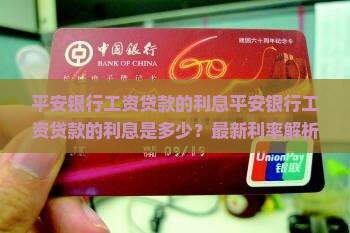 中国银行
BANK OF CHINA
建国六十周年纪念卡
平安银行工资贷款的利息平安银行工
资贷款的利息是多少？最新利率解析
UnionPay
银联